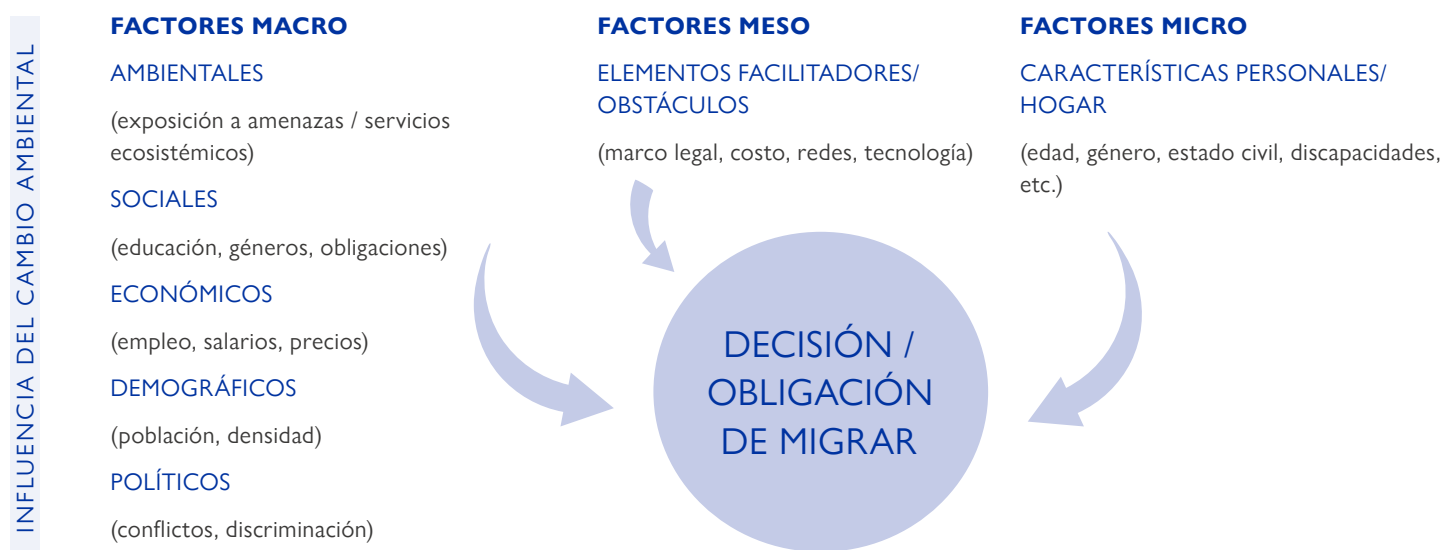 INFLUENCIA DEL CAMBIO AMBIENTAL
FACTORES MACRO
AMBIENTALES
(exposición a amenazas / servicios
ecosistémicos)
SOCIALES
(educación, géneros, obligaciones)
ECONÓMICOS
(empleo, salarios, precios)
DEMOGRÁFICOS
(población, densidad)
POLÍTICOS
(conflictos, discriminación)
FACTORES MESO
ELEMENTOS FACILITADORES/
OBSTÁCULOS
(marco legal, costo, redes, tecnología)
FACTORES MICRO
CARACTERÍSTICAS PERSONALES/
HOGAR
(edad, género, estado civil, discapacidades,
etc.)
DECISIÓN /
OBLIGACIÓN
DE MIGRAR